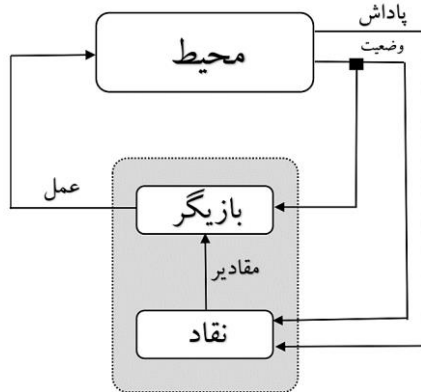 پاداش
وضعیت
محیط
عمل
بازیگر
مقادیر
نقاد